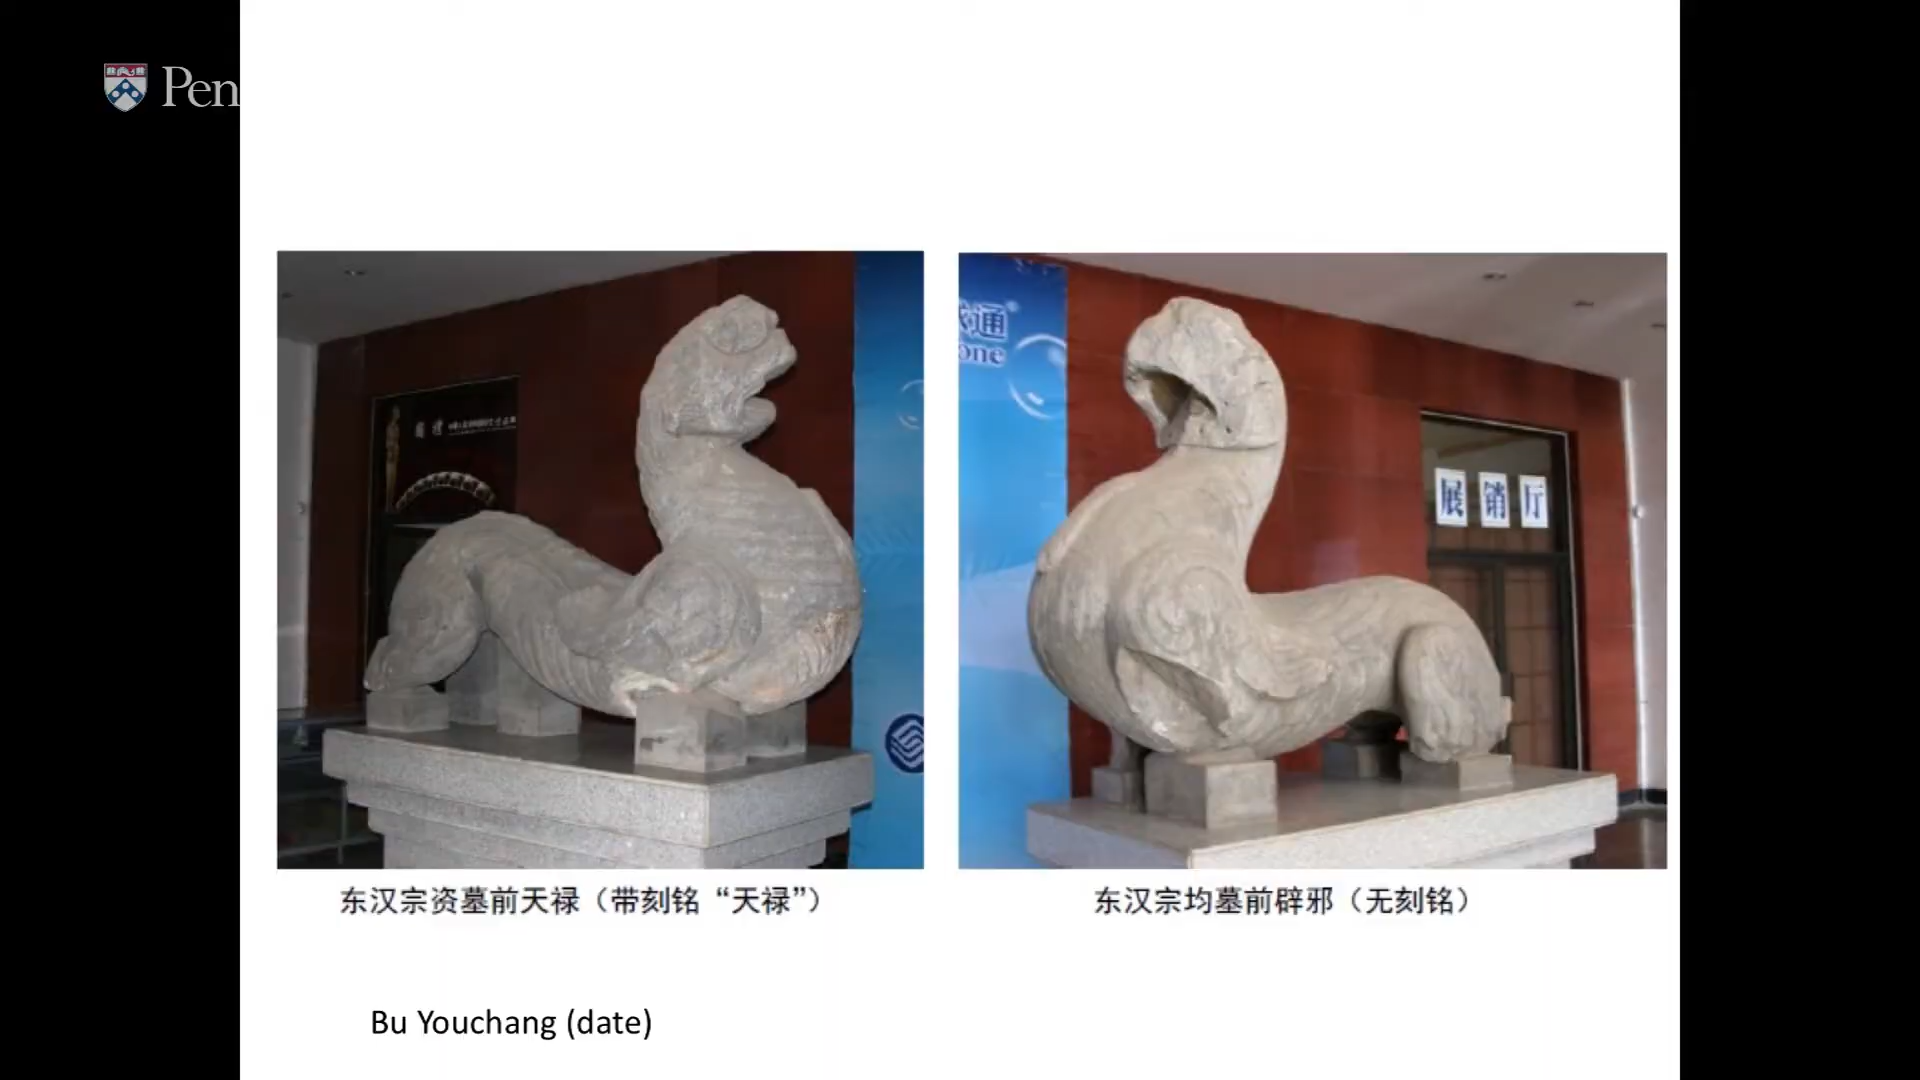 Pen
通®
one
展销厅
东汉宗资墓前天禄（带刻铭“天禄”）
东汉宗均墓前辟邪（无刻铭）
Bu Youchang (date)